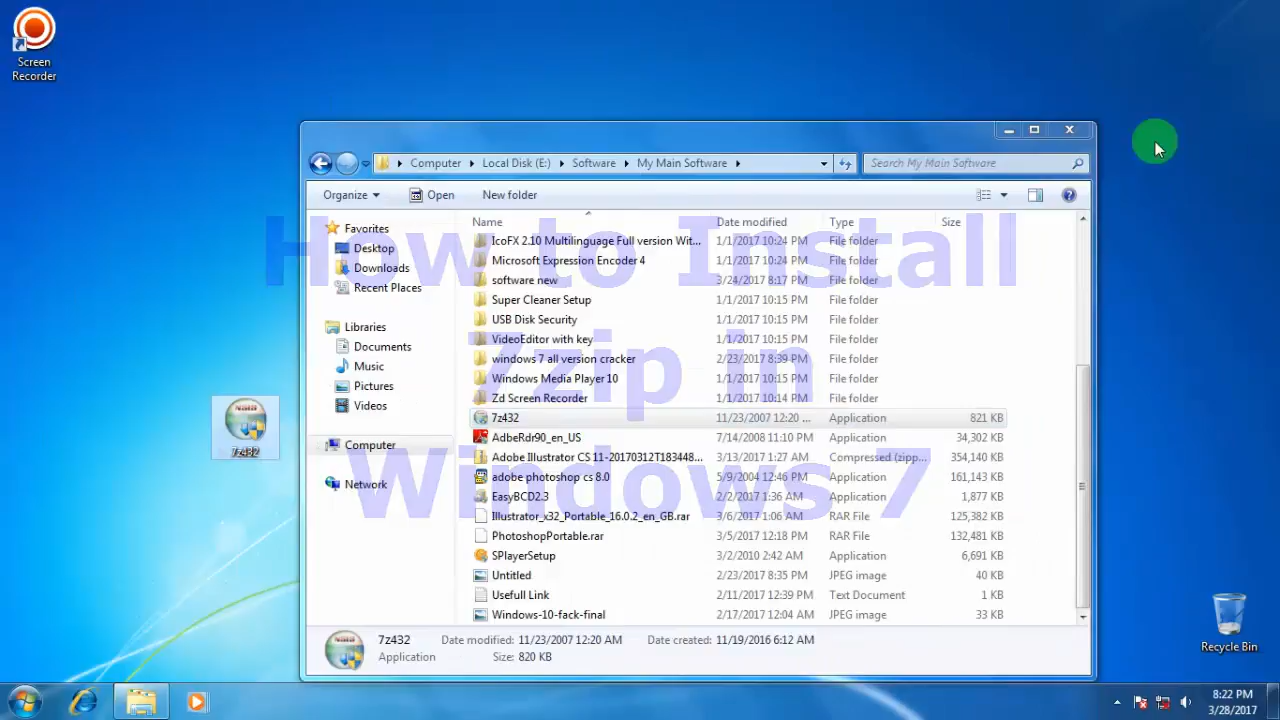 Screen
Recorder
Computer Local Disk (E:) Software My Main Software
Search My Main Software
Organize Open New folder
Name Date modified Type Size
How to Install
7zip in
Windows 7
Favorites
Desktop
Downloads
Recent Places
Libraries
Documents
Music
Pictures
Videos
Computer
Network
IcoFX 2.10 Multilanguage Full version Wit... 1/1/2017 10:24 PM File folder
Microsoft Expression Encoder 4 1/1/2017 10:24 PM File folder
software new 3/24/2017 8:17 PM File folder
Super Cleaner Setup 1/1/2017 10:15 PM File folder
USB Disk Security 1/1/2017 10:15 PM File folder
VideoEditor with key 1/1/2017 10:15 PM File folder
windows 7 all version cracker 2/23/2017 8:39 PM File folder
Windows Media Player 10 1/1/2017 10:15 PM File folder
Zd Screen Recorder 1/1/2017 10:14 PM File folder
7z432 11/23/2007 12:20 ... Application 821 KB
AdbeRdr90_en_US 7/14/2008 11:10 PM Application 34,302 KB
Adobe Illustrator CS 11-20170312T183448... 3/13/2017 1:27 AM Compressed (zipp... 354,140 KB
adobe photoshop cs 8.0 5/9/2004 12:46 PM Application 161,143 KB
EasyBCD2.3 2/2/2017 1:36 AM Application 1,877 KB
Illustrator_x32_Portable_16.0.2_en_GB.rar 3/6/2017 1:06 AM RAR File 125,382 KB
PhotoshopPortable.rar 3/5/2017 12:18 PM RAR File 132,481 KB
SPlayerSetup 3/2/2010 2:42 AM Application 6,691 KB
Untitled 2/23/2017 8:35 PM JPEG image 40 KB
Usefull Link 2/11/2017 12:39 PM Text Document 1 KB
Windows-10-fack-final 2/17/2017 12:04 AM JPEG image 33 KB
7z432
7z432 Date modified: 11/23/2007 12:20 AM Date created: 11/19/2016 6:12 AM
Application Size: 820 KB
Recycle Bin
8:22 PM
3/28/2017